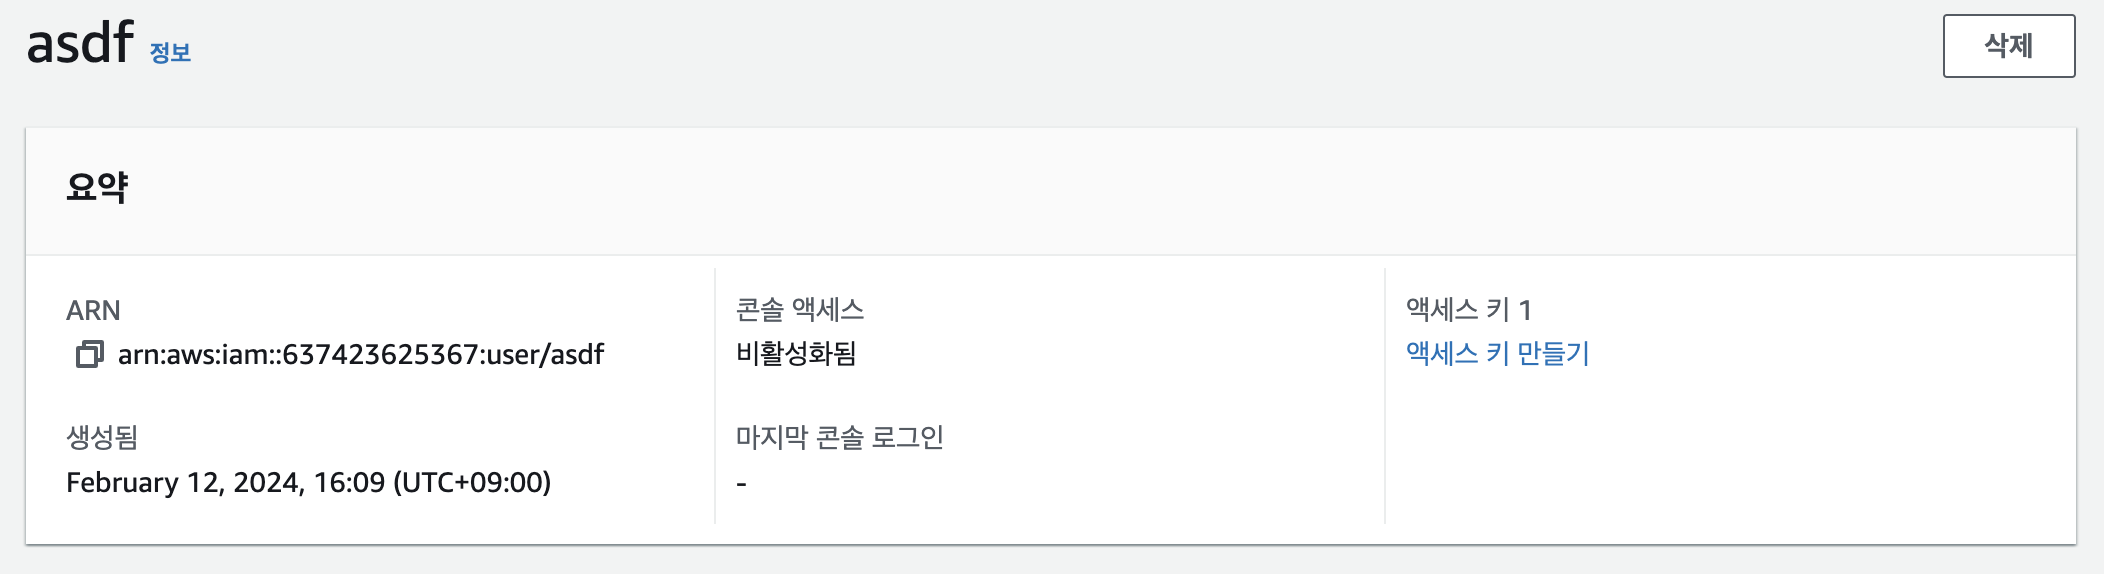 asdf 정보
삭제
요약
ARN
arn:aws:iam::637423625367:user/asdf
생성됨
February 12, 2024, 16:09 (UTC+09:00)
콘솔 액세스
비활성화됨
마지막 콘솔 로그인
-
액세스 키 1
액세스 키 만들기